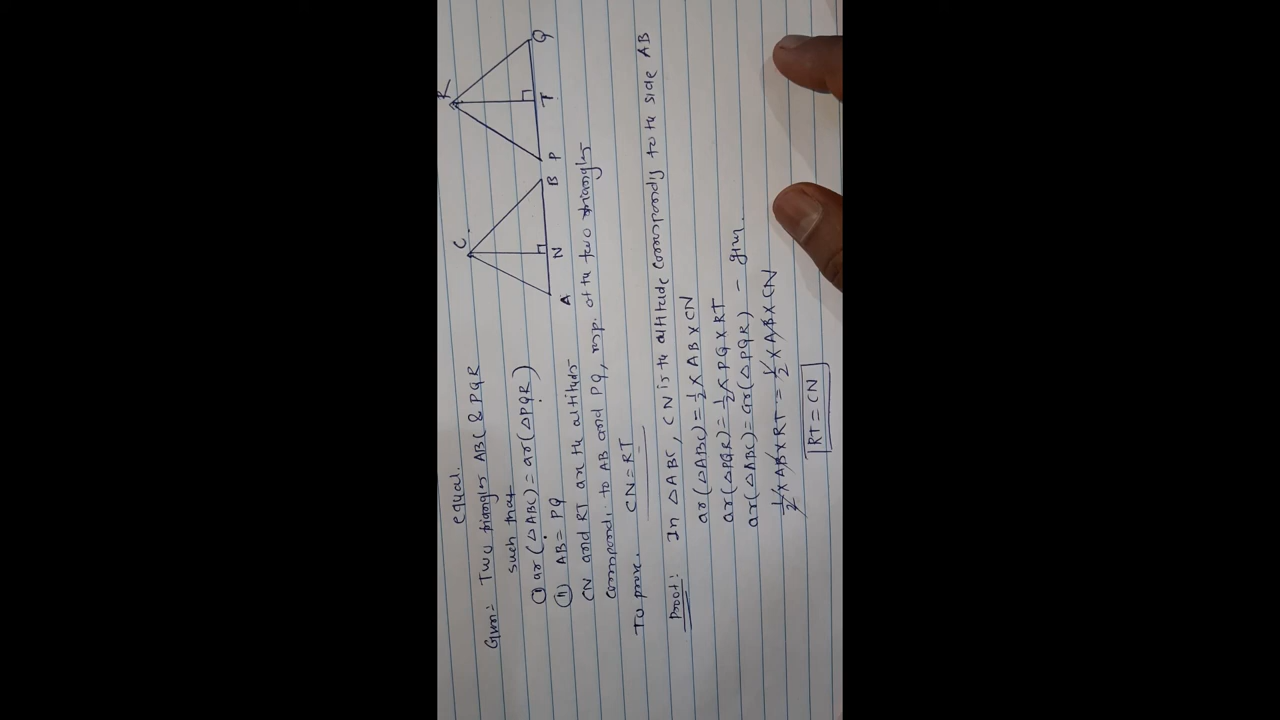 equal.
Given: Two triangles ABC & PQR
such that
(i) ar(△ABC) = ar(△PQR)
(ii) AB = PQ
CN and RT are the altitudes
correspondi to AB and PQ, resp. of the two triangles
To prove. CN = RT
Proof: In △ABC, CN is the altitude correspondig to the side AB
ar(△ABC) = 1/2 × AB × CN
ar(△PQR) = 1/2 × PQ × RT
ar(△ABC) = ar(△PQR) - given.
1/2 × AB × RT = 1/2 × AB × CN
RT = CN
C
A N B
R
P T Q